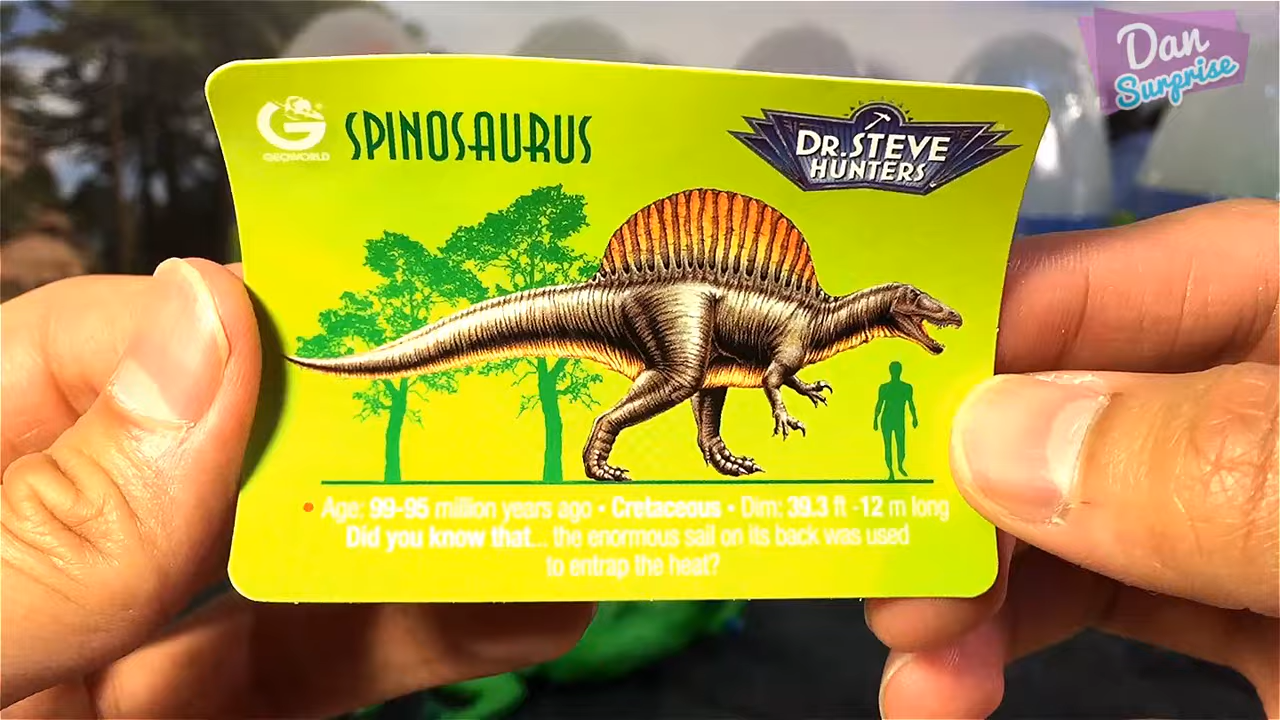 Dan
Surprise
G
GEOWORLD
SPINOSAURUS
DR. STEVE
HUNTERS
• Age: 99-95 million years ago • Cretaceous • Dim: 39.3 ft -12 m long
Did you know that... the enormous sail on its back was used
to entrap the heat?